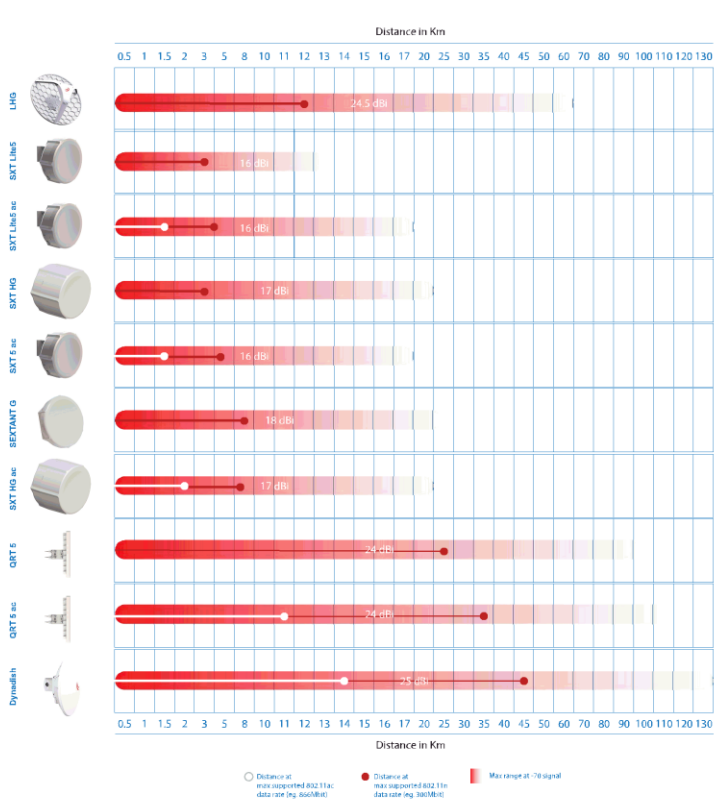 Distance in Km
0.5 1 1.5 2 3 5 8 10 11 12 13 14 15 16 17 20 25 30 35 40 45 50 60 70 80 90 100 110 120 130
LHG
24.5 dBi
SXT Lite5
16 dBi
SXT Lite5 ac
16 dBi
SXT HG
17 dBi
SXT 5 ac
16 dBi
SEXTANT G
18 dBi
SXT HG ac
17 dBi
QRT 5
24 dBi
QRT 5 ac
24 dBi
Dynadish
25 dBi
0.5 1 1.5 2 3 5 8 10 11 12 13 14 15 16 17 20 25 30 35 40 45 50 60 70 80 90 100 110 120 130
Distance in Km
Distance at
max supported 802.11ac
data rate (eg. 866Mbit)
Distance at
max supported 802.11n
data rate (eg. 300Mbit)
Max range at -76 signal